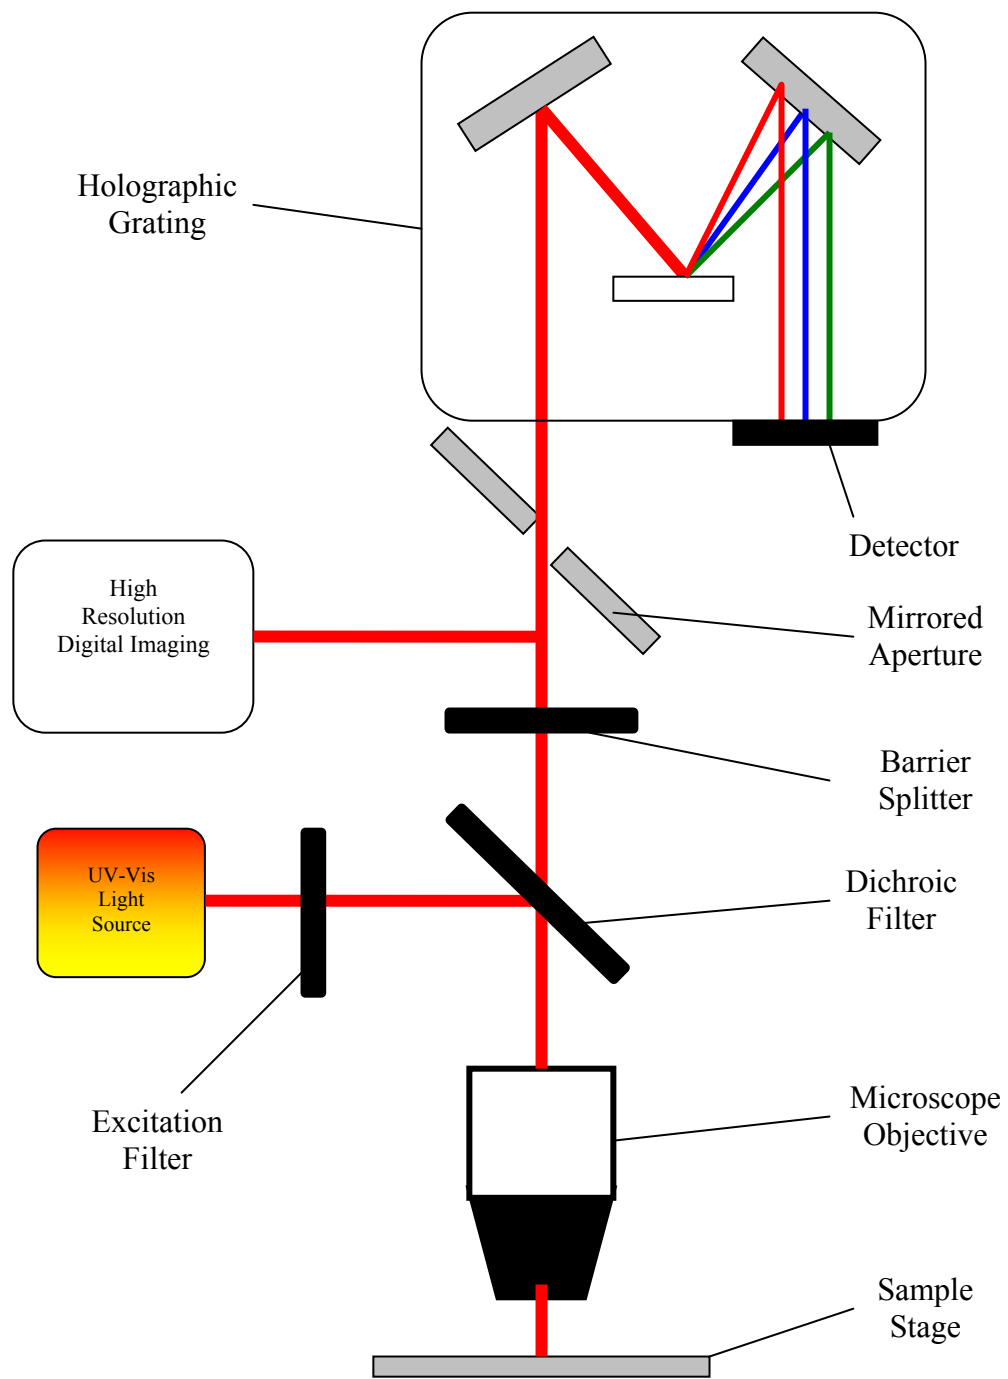 Holographic
Grating
Detector
High
Resolution
Digital Imaging
Mirrored
Aperture
Barrier
Splitter
UV-Vis
Light
Source
Dichroic
Filter
Excitation
Filter
Microscope
Objective
Sample
Stage